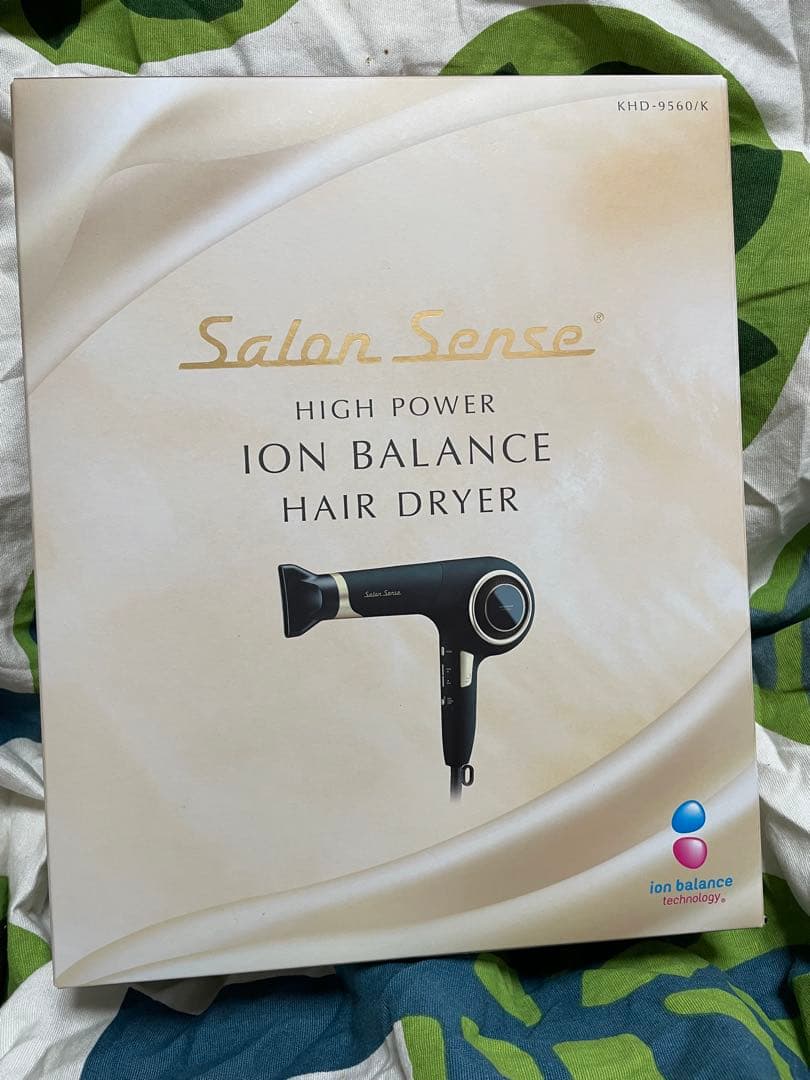 KHD-9560/K
Salon Sense®
HIGH POWER
ION BALANCE
HAIR DRYER
Salon Sense
ion balance
technology®